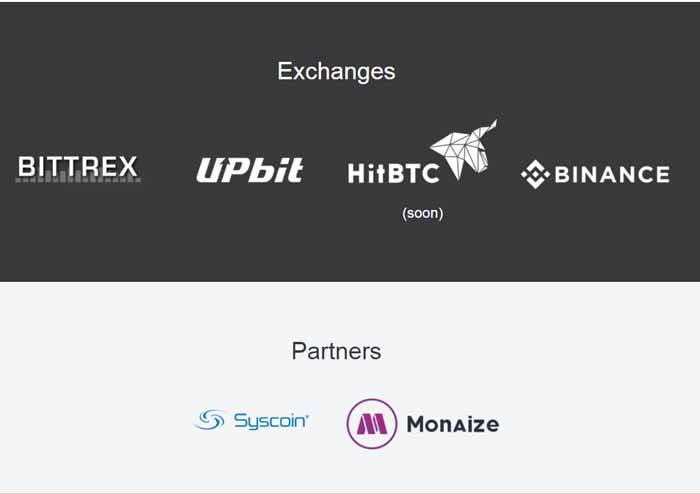 Exchanges
BITTREX
UPbit
HitBTC
BINANCE
(soon)
Partners
Syscoin®
Monaize